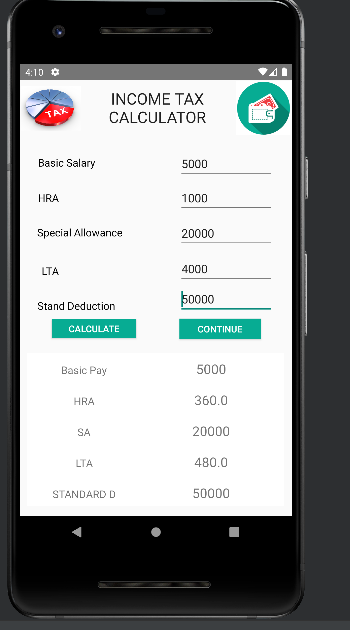 4:10
TAX
INCOME TAX
CALCULATOR
Basic Salary 5000
HRA 1000
Special Allowance 20000
LTA 4000
Stand Deduction 50000
CALCULATE CONTINUE
Basic Pay 5000
HRA 360.0
SA 20000
LTA 480.0
STANDARD D 50000